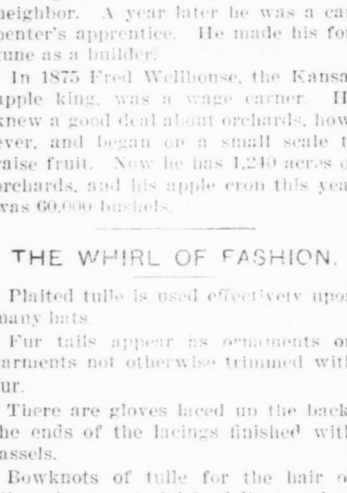 neighbor. A year later he was a car
penter's apprentice. He made his for
tune as a builder.
In 1875 Fred Wellhouse, the Kansa
apple king, was a wage earner. H
knew a good deal about orchards, how
ever, and began on a small scale t
raise fruit. Now he has 1,240 acres o
orchards, and his apple crop this yea
was 60,000 bushels.
THE WHIRL OF FASHION.
Plaited tulle is used effectively upon
many hats.
Fur tails appear as ornaments on
garments not otherwise trimmed with
fur.
There are gloves laced up the back,
the ends of the lacings finished with
tassels.
Bowknots of tulle for the hair o